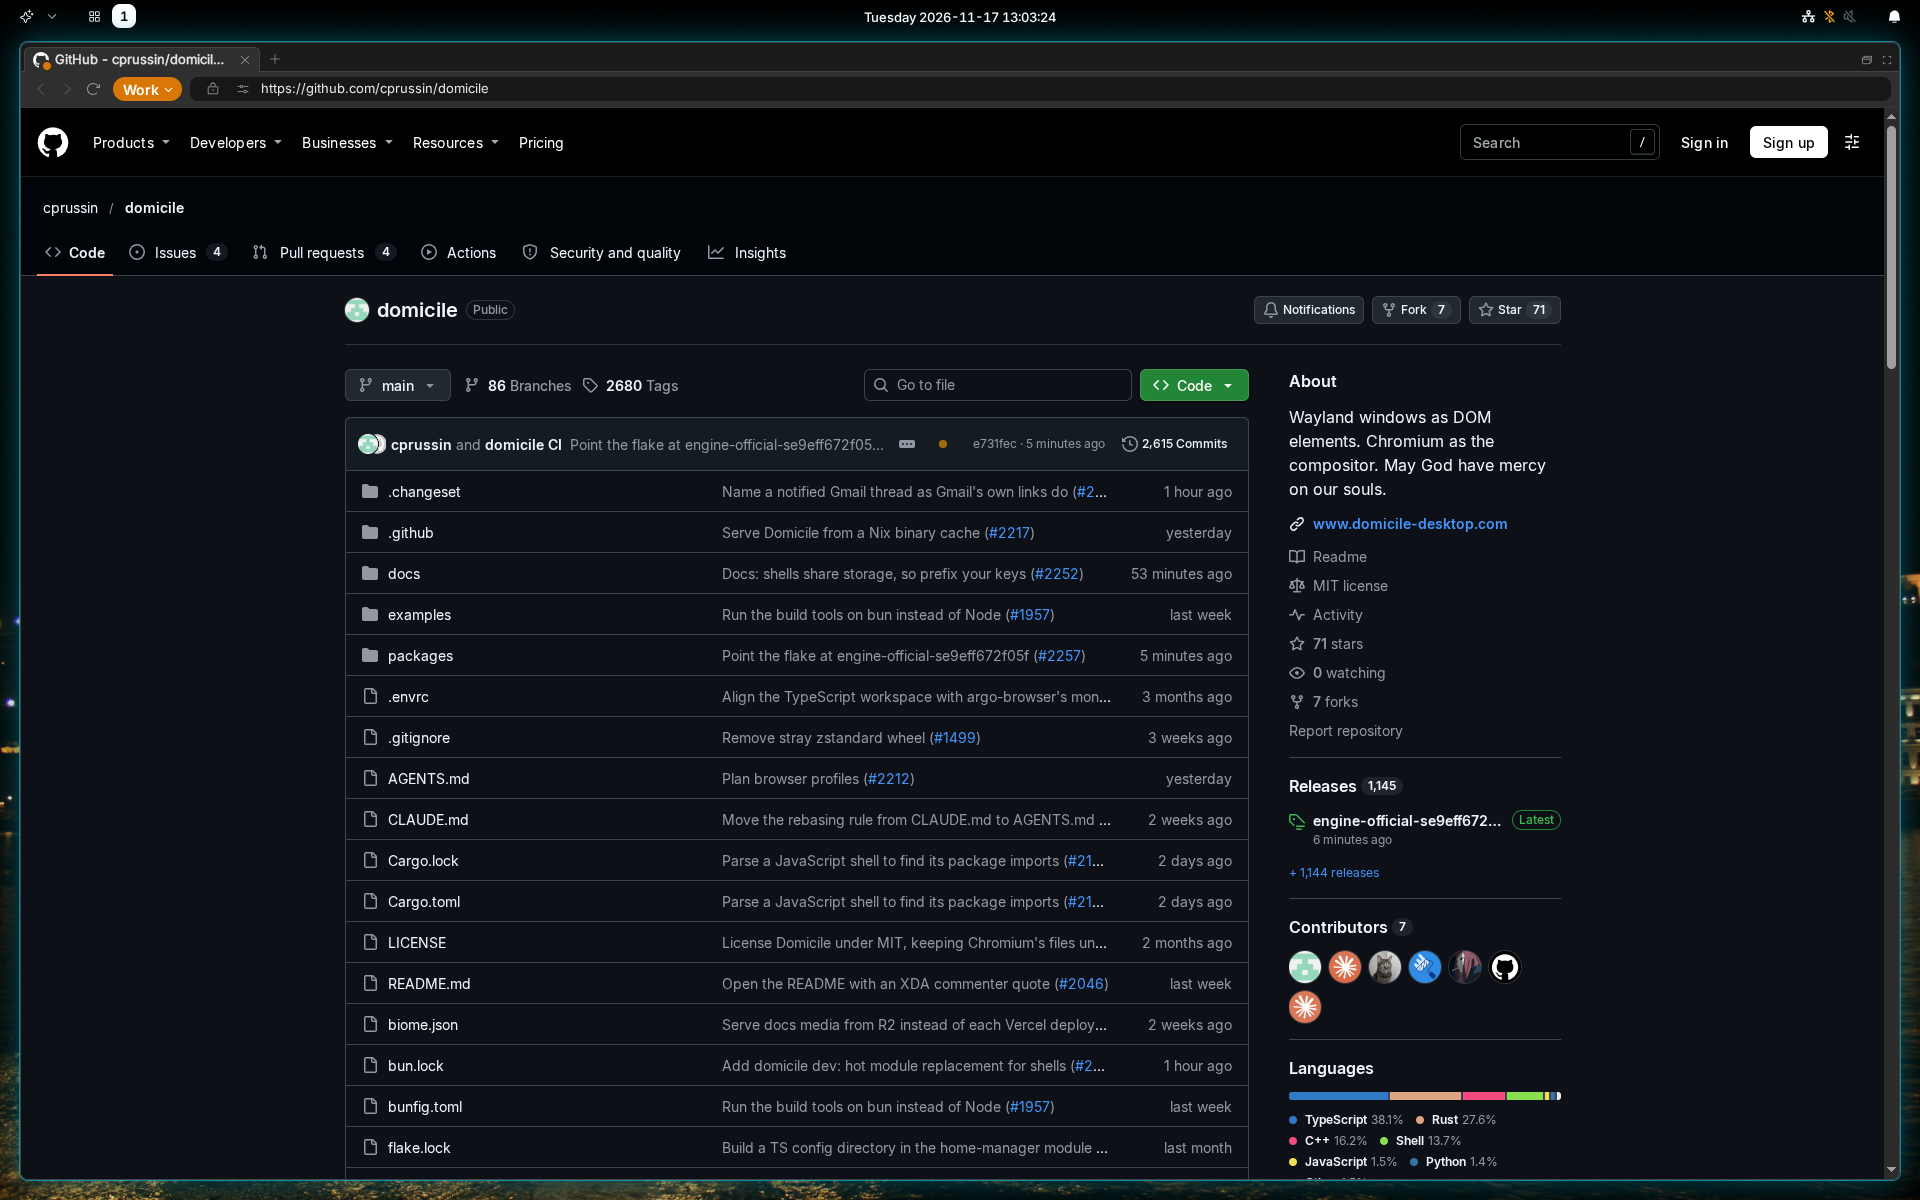 1
Tuesday 2026-11-17 13:03:24
GitHub - cprussin/domicil...
Work
https://github.com/cprussin/domicile
Products
Developers
Businesses
Resources
Pricing
Search
/
Sign in
Sign up
cprussin / domicile
Code
Issues 4
Pull requests 4
Actions
Security and quality
Insights
domicile
Public
Notifications
Fork 7
Star 71
main
86 Branches
2680 Tags
Go to file
Code
cprussin and domicile CI Point the flake at engine-official-se9eff672f05... e731fec · 5 minutes ago 2,615 Commits
.changeset Name a notified Gmail thread as Gmail's own links do (#2... 1 hour ago
.github Serve Domicile from a Nix binary cache (#2217) yesterday
docs Docs: shells share storage, so prefix your keys (#2252) 53 minutes ago
examples Run the build tools on bun instead of Node (#1957) last week
packages Point the flake at engine-official-se9eff672f05f (#2257) 5 minutes ago
.envrc Align the TypeScript workspace with argo-browser's mon... 3 months ago
.gitignore Remove stray zstandard wheel (#1499) 3 weeks ago
AGENTS.md Plan browser profiles (#2212) yesterday
CLAUDE.md Move the rebasing rule from CLAUDE.md to AGENTS.md ... 2 weeks ago
Cargo.lock Parse a JavaScript shell to find its package imports (#21... 2 days ago
Cargo.toml Parse a JavaScript shell to find its package imports (#21... 2 days ago
LICENSE License Domicile under MIT, keeping Chromium's files un... 2 months ago
README.md Open the README with an XDA commenter quote (#2046) last week
biome.json Serve docs media from R2 instead of each Vercel deploy... 2 weeks ago
bun.lock Add domicile dev: hot module replacement for shells (#2... 1 hour ago
bunfig.toml Run the build tools on bun instead of Node (#1957) last week
flake.lock Build a TS config directory in the home-manager module ... last month
About
Wayland windows as DOM
elements. Chromium as the
compositor. May God have mercy
on our souls.
www.domicile-desktop.com
Readme
MIT license
Activity
71 stars
0 watching
7 forks
Report repository
Releases 1,145
engine-official-se9eff672... Latest
6 minutes ago
+ 1,144 releases
Contributors 7
Languages
TypeScript 38.1% Rust 27.6%
C++ 16.2% Shell 13.7%
JavaScript 1.5% Python 1.4%